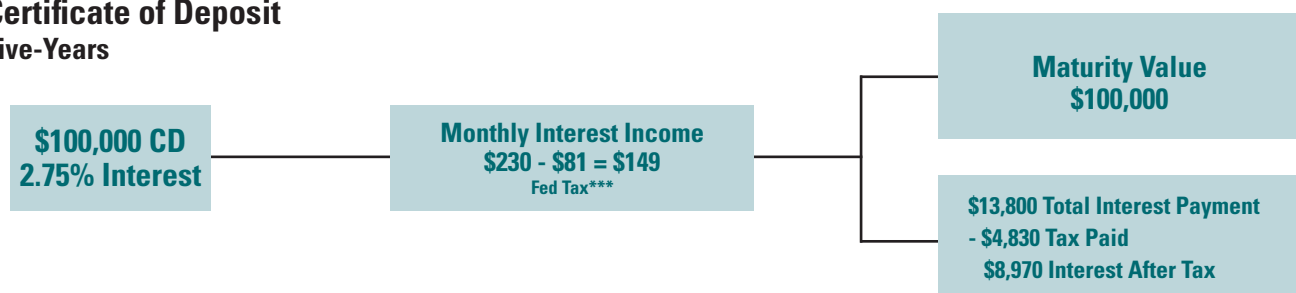 Certificate of Deposit
ive-Years
$100,000 CD
2.75% Interest
Monthly Interest Income
$230 - $81 = $149
Fed Tax***
Maturity Value
$100,000
$13,800 Total Interest Payment
- $4,830 Tax Paid
$8,970 Interest After Tax